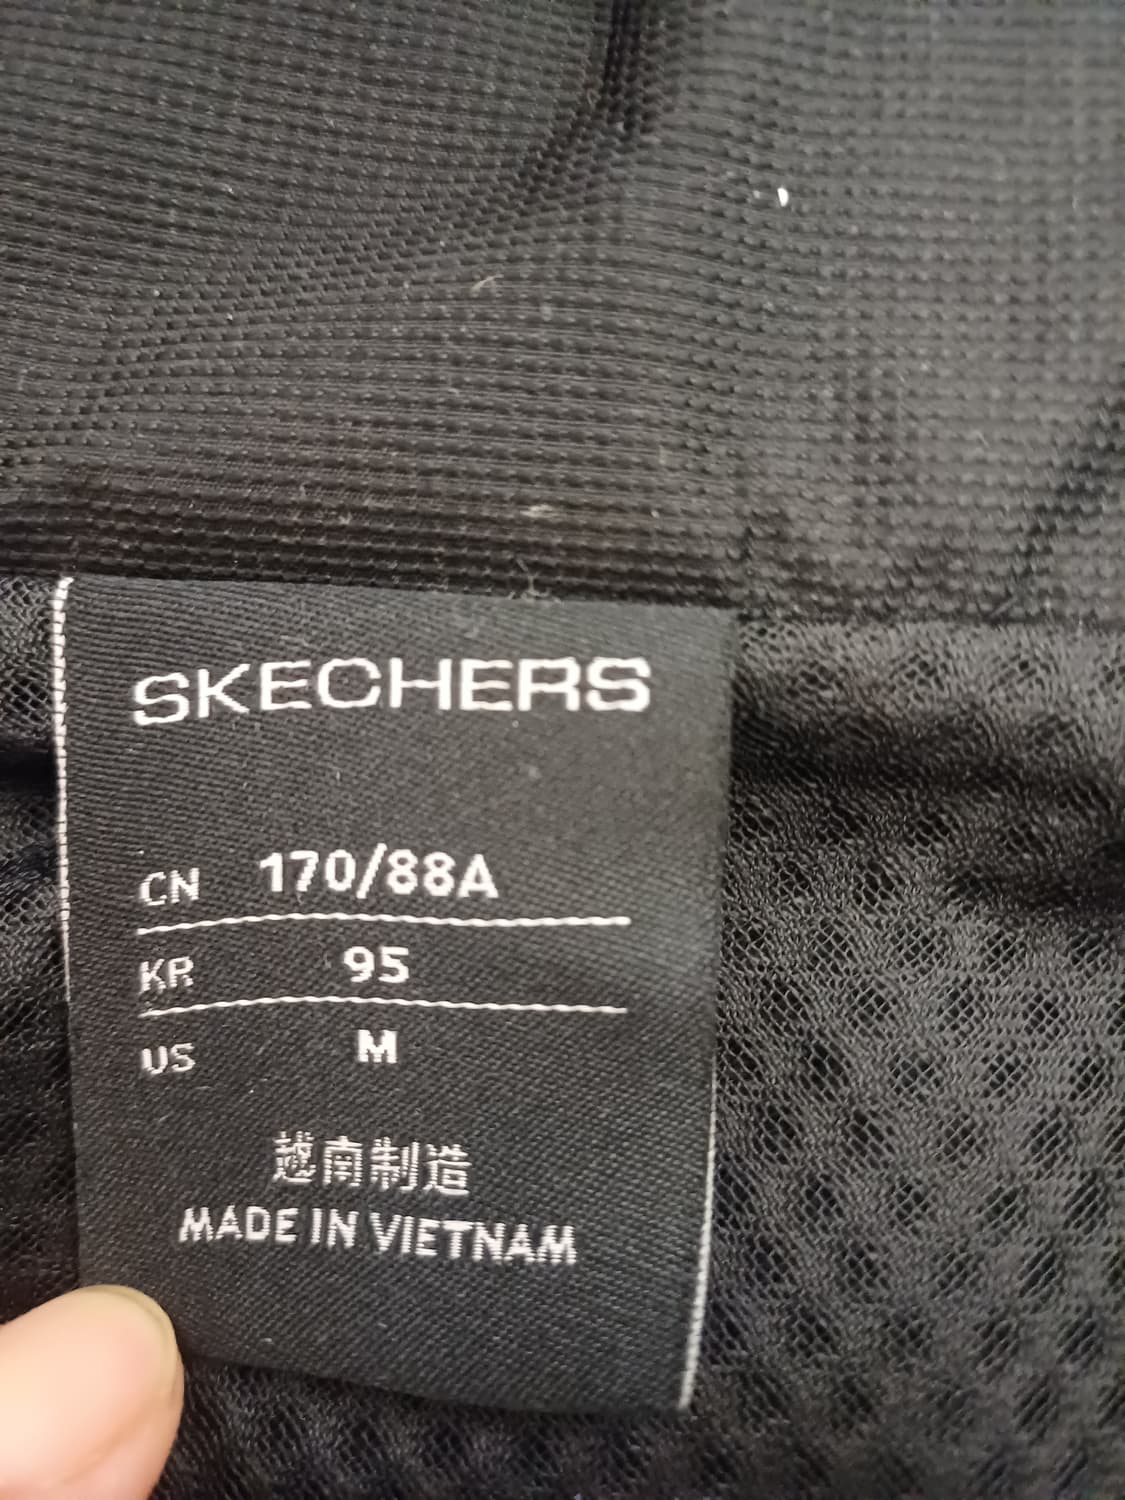 SKECHERS
CN 170/88A
KR 95
US M
越南制造
MADE IN VIETNAM